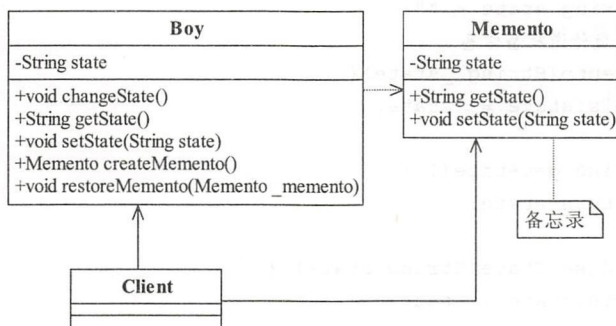 Boy
-String state
+void changeState()
+String getState()
+void setState(String state)
+Memento createMemento()
+void restoreMemento(Memento _memento)
Memento
-String state
+String getState()
+void setState(String state)
备忘录
Client